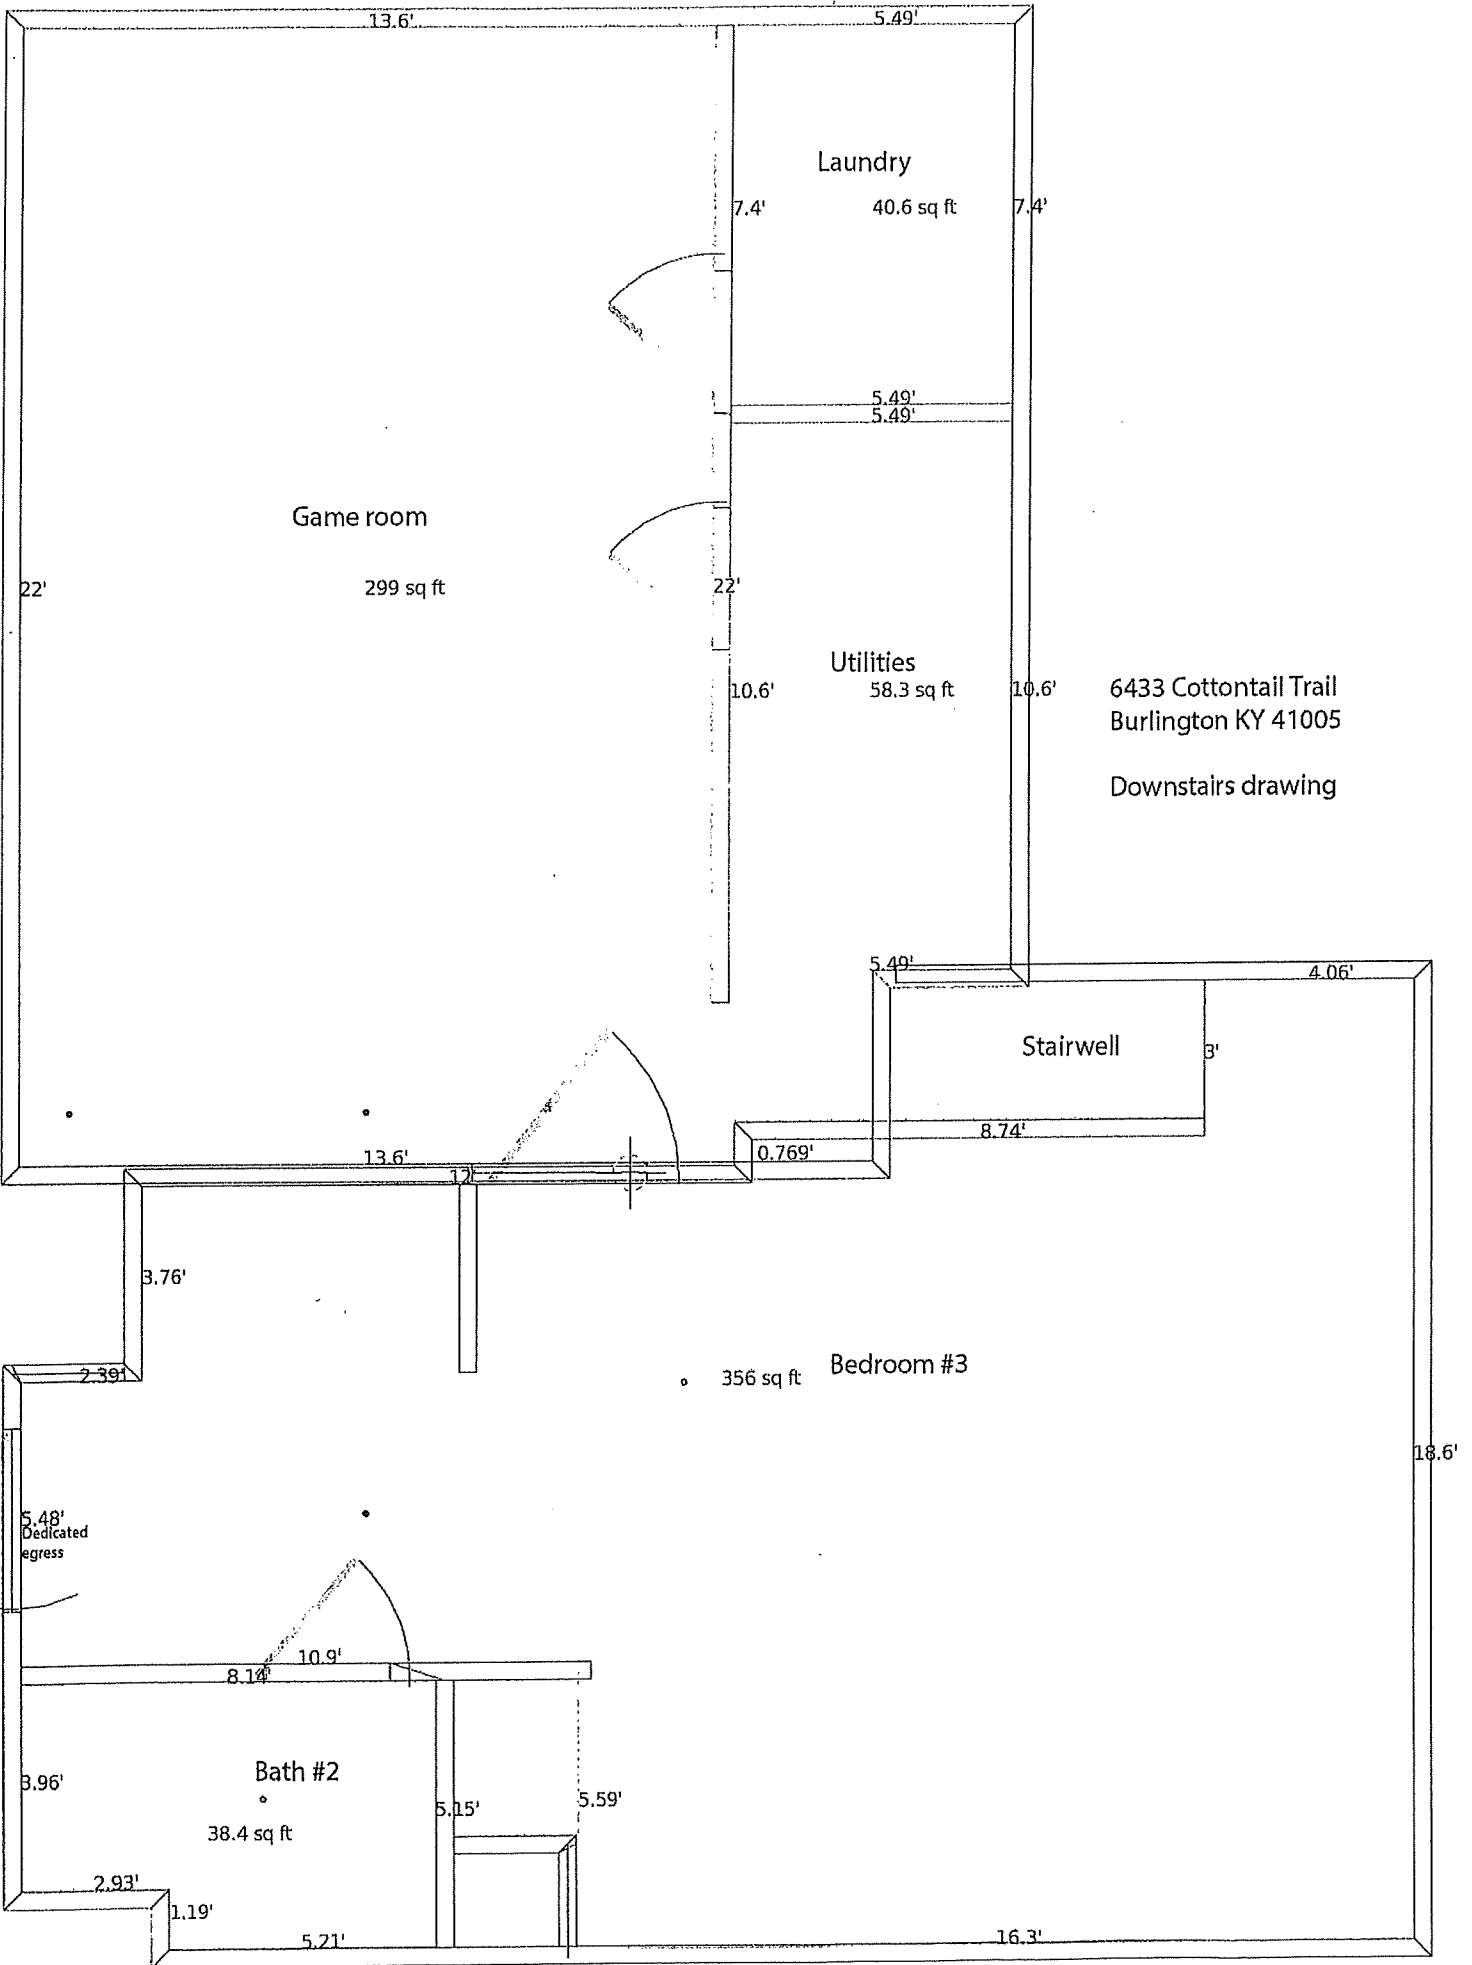 13.6'
5.49'
Laundry
7.4'
40.6 sq ft
7.4'
5.49'
5.49'
Game room
22'
299 sq ft
22'
Utilities
10.6'
58.3 sq ft
10.6'
6433 Cottontail Trail
Burlington KY 41005
Downstairs drawing
5.49'
4.06'
Stairwell
3'
8.74'
13.6'
0.769'
12'
3.76'
2.39'
356 sq ft
Bedroom #3
18.6'
5.48'
Dedicated
egress
10.9'
8.14'
Bath #2
3.96'
5.15'
5.59'
38.4 sq ft
2.93'
1.19'
5.21'
16.3'